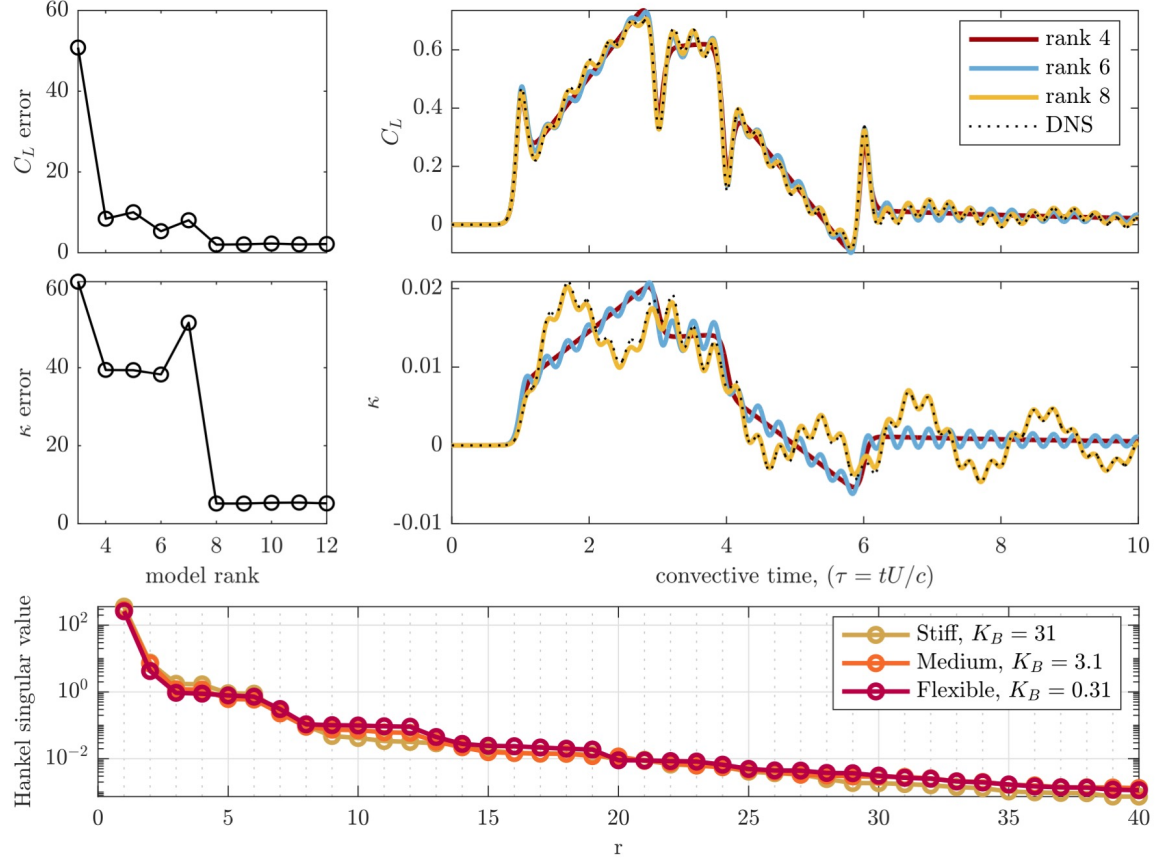 60
40
20
0
C_L error
0.6
0.4
0.2
0
C_L
rank 4
rank 6
rank 8
DNS
60
40
20
0
κ error
4 6 8 10 12
model rank
0.02
0.01
0
-0.01
κ
0 2 4 6 8 10
convective time, (τ = tU/c)
10^2
10^0
10^-2
Hankel singular value
Stiff, K_B = 31
Medium, K_B = 3.1
Flexible, K_B = 0.31
0 5 10 15 20 25 30 35 40
r